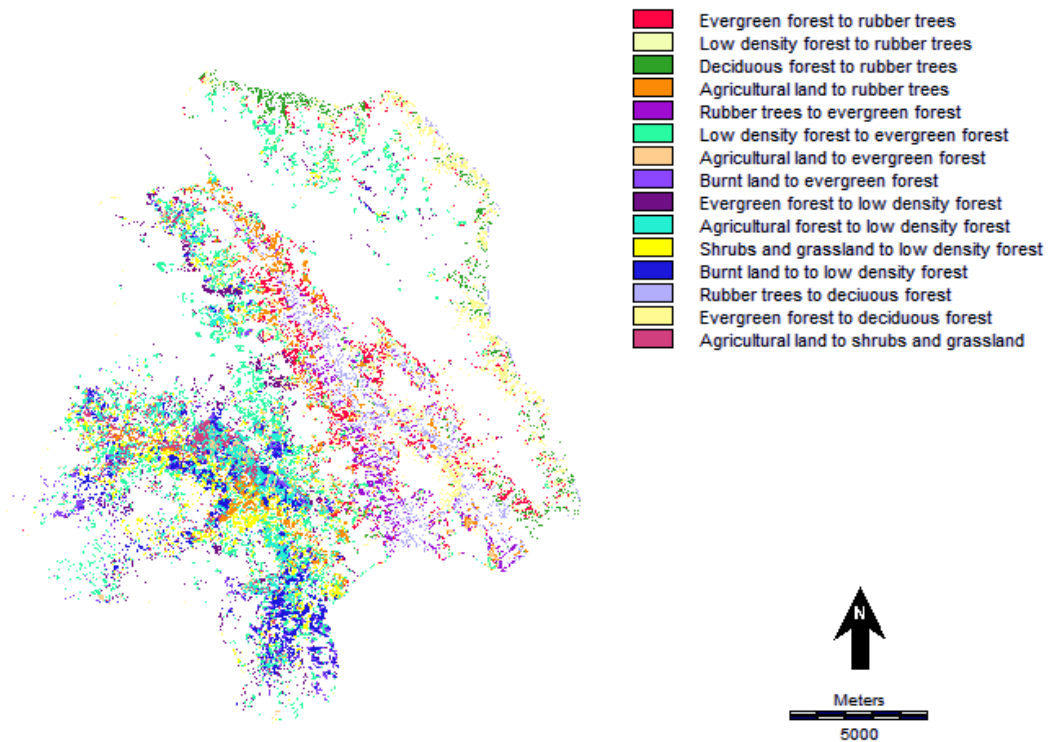 Evergreen forest to rubber trees
Low density forest to rubber trees
Deciduous forest to rubber trees
Agricultural land to rubber trees
Rubber trees to evergreen forest
Low density forest to evergreen forest
Agricultural land to evergreen forest
Burnt land to evergreen forest
Evergreen forest to low density forest
Agricultural forest to low density forest
Shrubs and grassland to low density forest
Burnt land to to low density forest
Rubber trees to deciuous forest
Evergreen forest to deciduous forest
Agricultural land to shrubs and grassland
N
Meters
5000